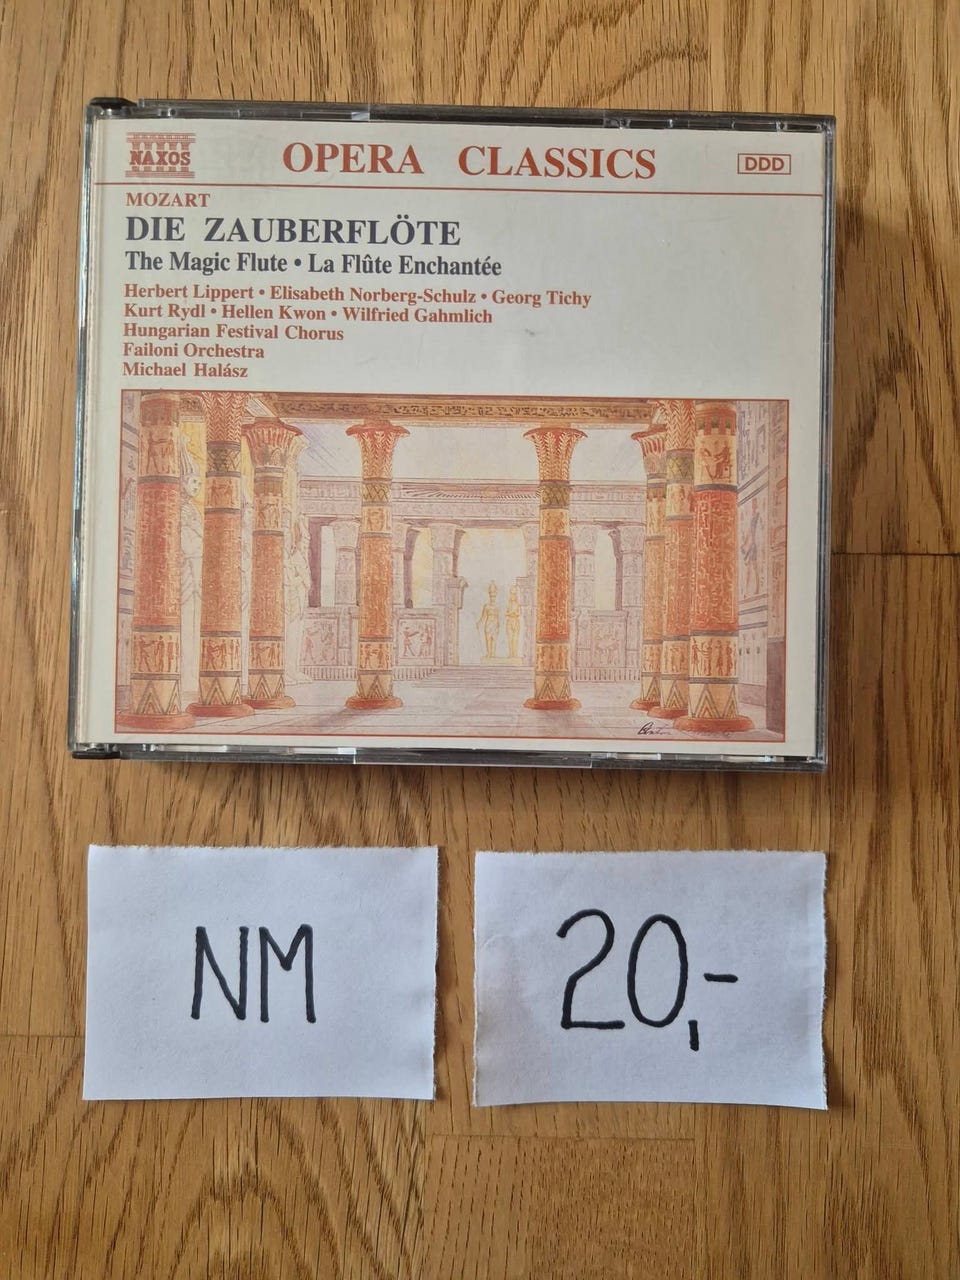 NAXOS
OPERA CLASSICS
DDD
MOZART
DIE ZAUBERFLÖTE
The Magic Flute • La Flûte Enchantée
Herbert Lippert • Elisabeth Norberg-Schulz • Georg Tichy
Kurt Rydl • Hellen Kwon • Wilfried Gahmlich
Hungarian Festival Chorus
Failoni Orchestra
Michael Halász
NM
20,-